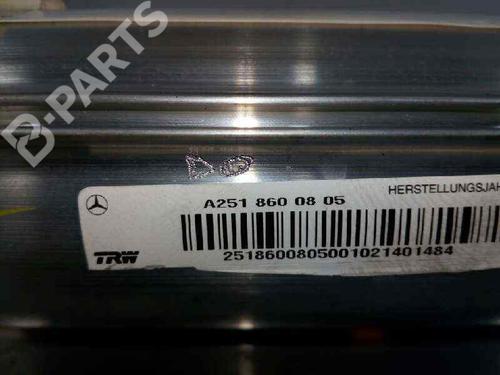 B-PARTS
A251 860 08 05
HERSTELLUNGSJAH
TRW
2518600805001021401484